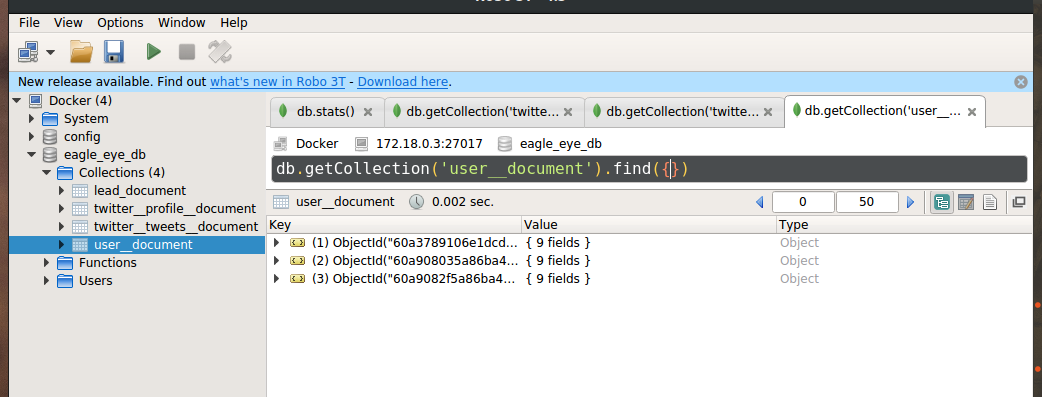 File View Options Window Help
New release available. Find out what's new in Robo 3T - Download here.
Docker (4)
System
config
eagle_eye_db
Collections (4)
lead_document
twitter__profile__document
twitter__tweets__document
user__document
Functions
Users
db.stats() db.getCollection('twitte... db.getCollection('twitte... db.getCollection('user__...
Docker 172.18.0.3:27017 eagle_eye_db
db.getCollection('user__document').find({})
user__document 0.002 sec. 0 50
Key Value Type
(1) ObjectId("60a3789106e1dcd... { 9 fields } Object
(2) ObjectId("60a908035a86ba4... { 9 fields } Object
(3) ObjectId("60a9082f5a86ba4... { 9 fields } Object